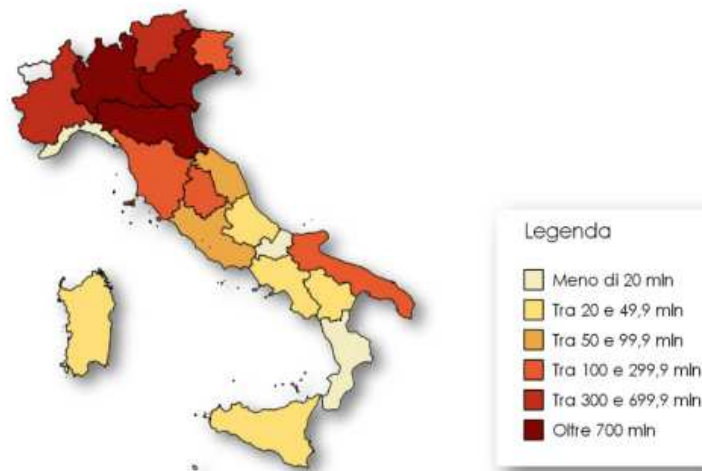 Legenda
Meno di 20 mln
Tra 20 e 49,9 mln
Tra 50 e 99,9 mln
Tra 100 e 299,9 mln
Tra 300 e 699,9 mln
Oltre 700 mln